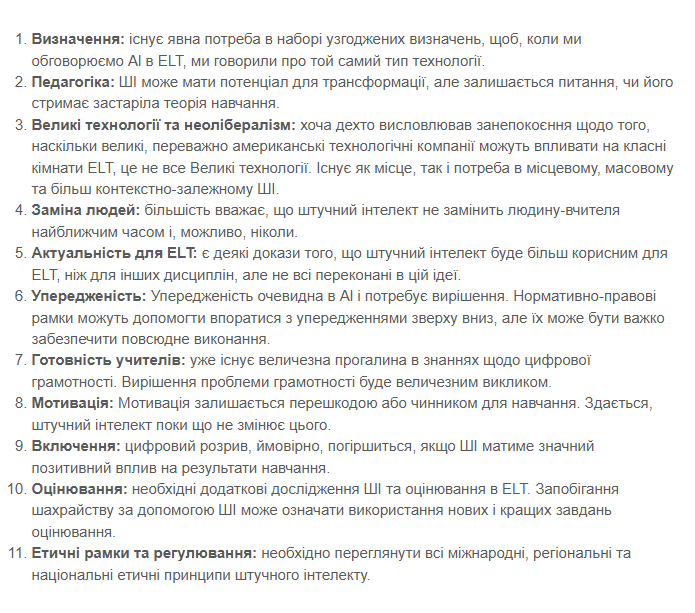 1. Визначення: існує явна потреба в наборі узгоджених визначень, щоб, коли ми
обговорюємо AI в ELT, ми говорили про той самий тип технології.
2. Педагогіка: ШІ може мати потенціал для трансформації, але залишається питання, чи його
стримає застаріла теорія навчання.
3. Великі технології та неолібералізм: хоча дехто висловлював занепокоєння щодо того,
наскільки великі, переважно американські технологічні компанії можуть впливати на класні
кімнати ELT, це не все Великі технології. Існує як місце, так і потреба в місцевому, масовому
та більш контекстно-залежному ШІ.
4. Заміна людей: більшість вважає, що штучний інтелект не замінить людину-вчителя
найближчим часом і, можливо, ніколи.
5. Актуальність для ELT: є деякі докази того, що штучний інтелект буде більш корисним для
ELT, ніж для інших дисциплін, але не всі переконані в цій ідеї.
6. Упередженість: Упередженість очевидна в AI і потребує вирішення. Нормативно-правові
рамки можуть допомогти впоратися з упередженнями зверху вниз, але їх може бути важко
забезпечити повсюдне виконання.
7. Готовність учителів: уже існує величезна прогалина в знаннях щодо цифрової
грамотності. Вирішення проблеми грамотності буде величезним викликом.
8. Мотивація: Мотивація залишається перешкодою або чинником для навчання. Здається,
штучний інтелект поки що не змінює цього.
9. Включення: цифровий розрив, ймовірно, погіршиться, якщо ШІ матиме значний
позитивний вплив на результати навчання.
10. Оцінювання: необхідні додаткові дослідження ШІ та оцінювання в ELT. Запобігання
шахрайству за допомогою ШІ може означати використання нових і кращих завдань
оцінювання.
11. Етичні рамки та регулювання: необхідно переглянути всі міжнародні, регіональні та
національні етичні принципи штучного інтелекту.